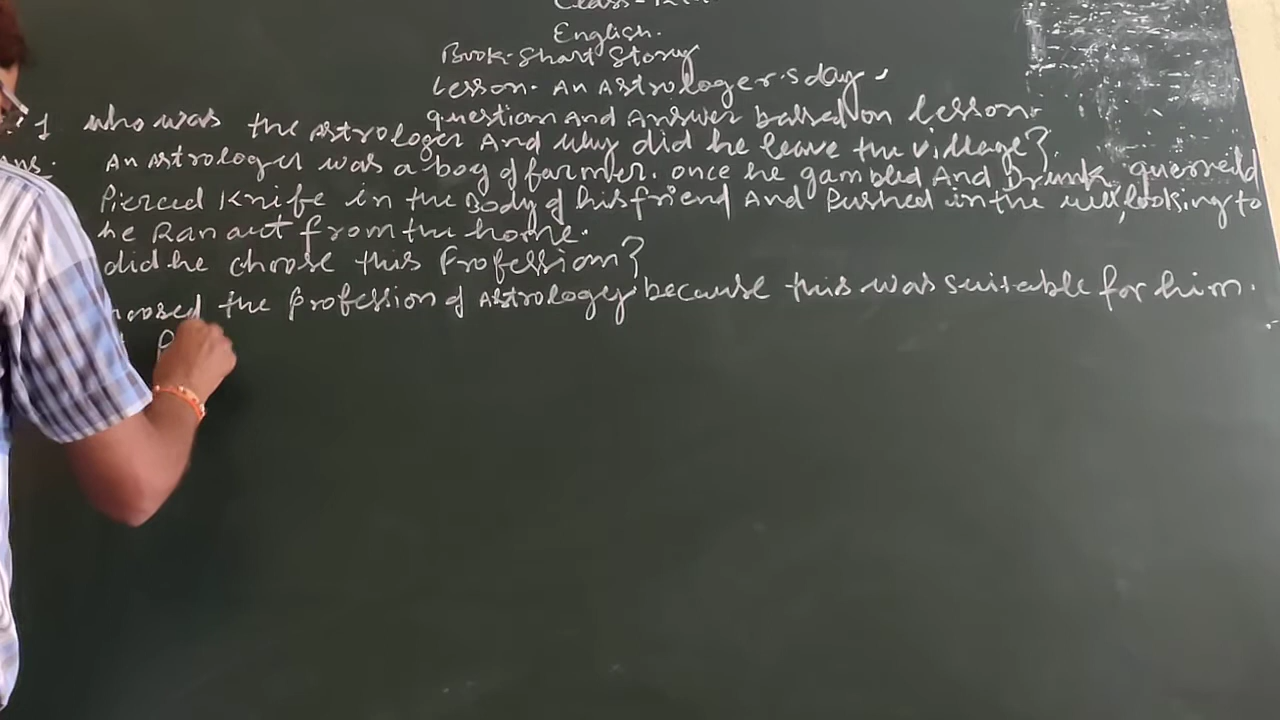 English.
Book-Short Story
Lesson- An Astrologer's day.
question And Answer based on lesson.
1 who was the Astrologer And why did he leave the village?
Ans. An Astrologer was a boy of farmer. once he gambled And Drunk, querreld
Pierced Knife in the Body of his friend And Pushed in the well, looking to
he Ran out from the home.
did he choose this Profession?
the profession of Astrology because this was suitable for him.